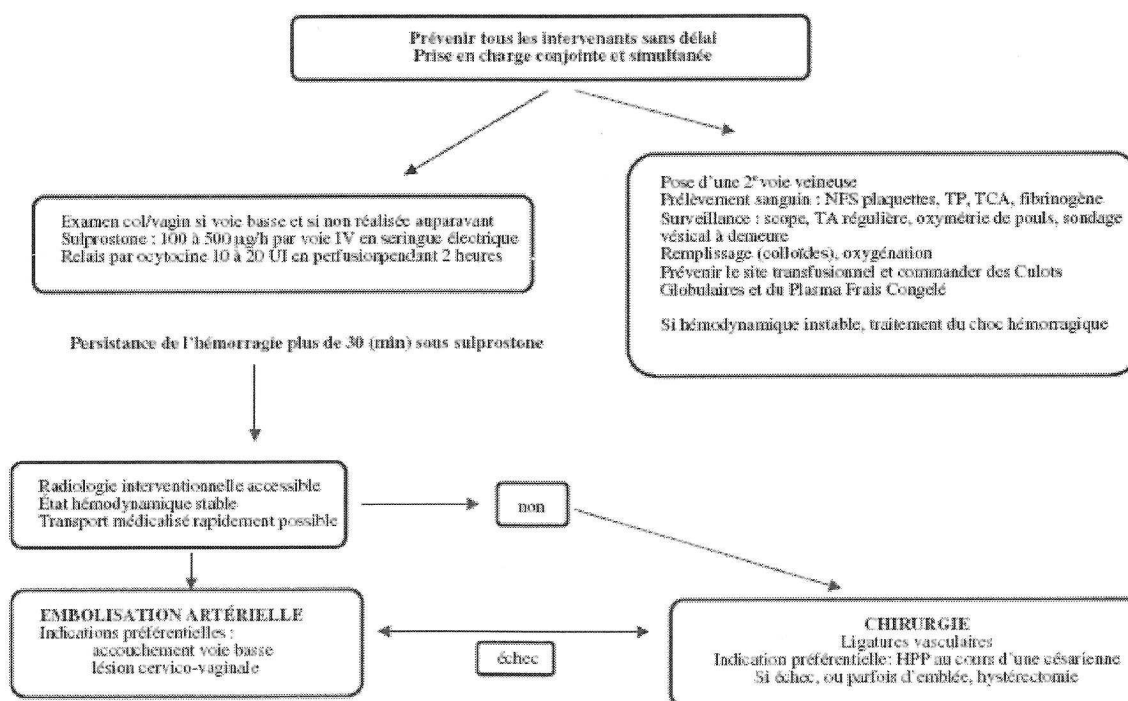 Prévenir tous les intervenants sans délai
Prise en charge conjointe et simultanée
Examen col/vagin si voie basse et si non réalisée auparavant
Sulprostone : 100 à 500 µg/h par voie IV en seringue électrique
Relais par ocytocine 10 à 20 UI en perfusionpendant 2 heures
Pose d'une 2e voie veineuse
Prélèvement sanguin : NFS plaquettes, TP, TCA, fibrinogène
Surveillance : scope, TA régulière, oxymétrie de pouls, sondage
vésical à demeure
Remplissage (colloïdes), oxygénation
Prévenir le site transfusionnel et commander des Culots
Globulaires et du Plasma Frais Congelé
Si hémodynamique instable, traitement du choc hémorragique
Persistance de l'hémorragie plus de 30 (min) sous sulprostone
Radiologie interventionnelle accessible
État hémodynamique stable
Transport médicalisé rapidement possible
non
EMBOLISATION ARTÉRIELLE
Indications préférentielles :
accouchement voie basse
lésion cervico-vaginale
échec
CHIRURGIE
Ligatures vasculaires
Indication préférentielle: HPP au cours d'une césarienne
Si échec, ou parfois d'emblée, hystérectomie